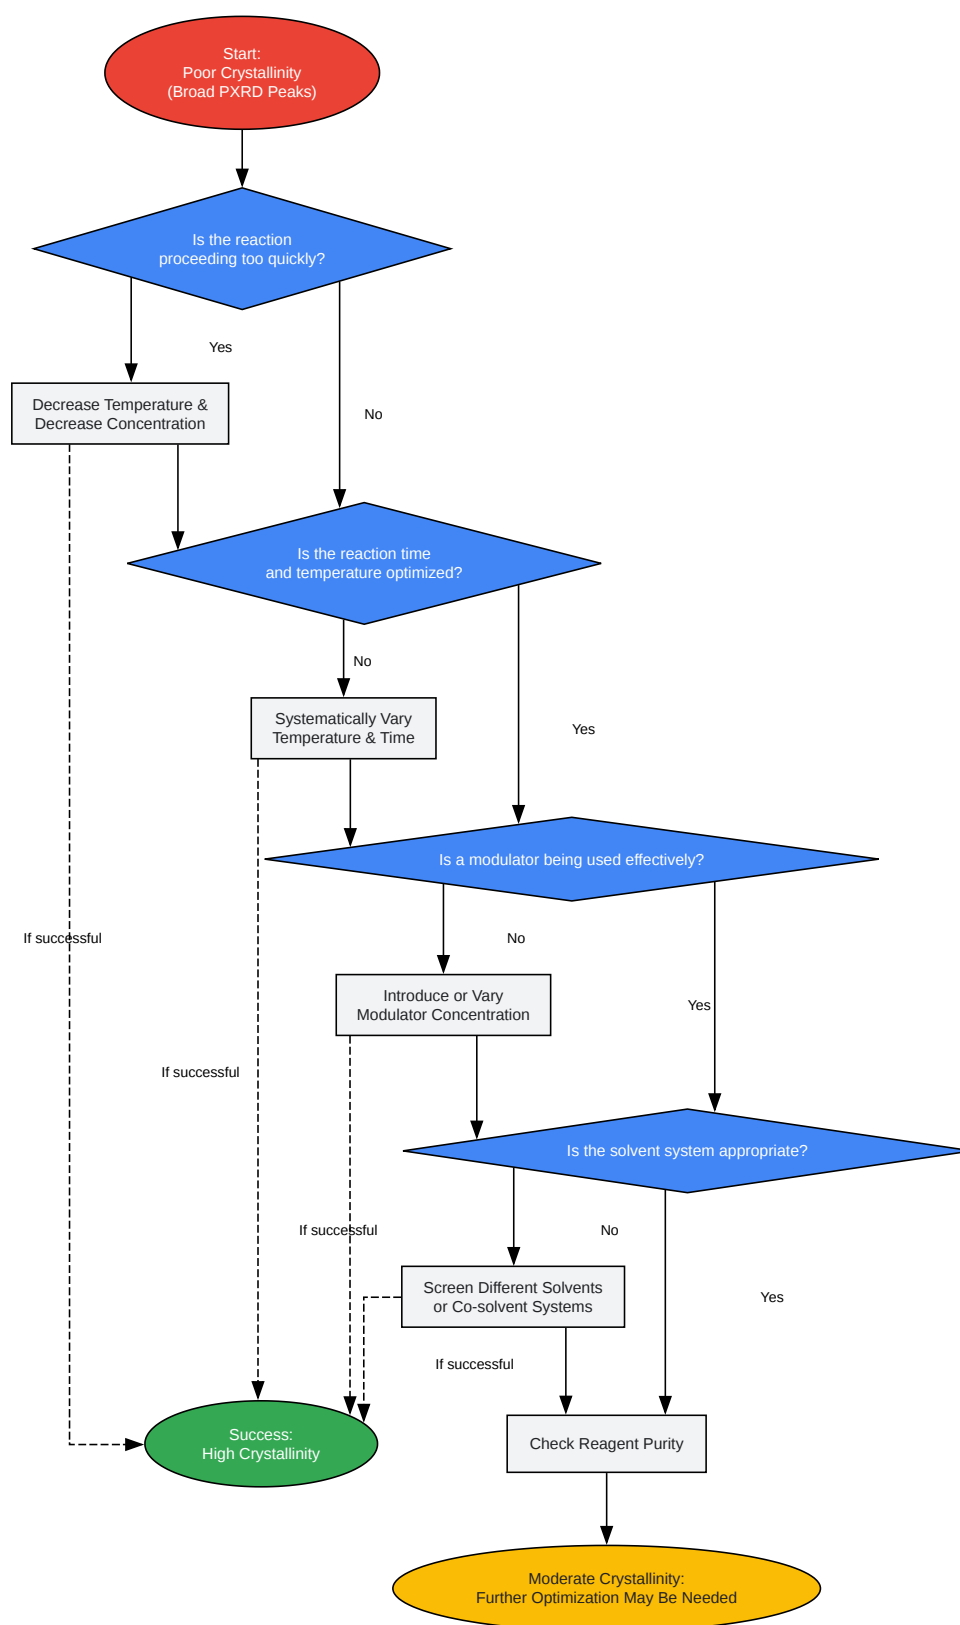 Start:
Poor Crystallinity
(Broad PXRD Peaks)
Is the reaction
proceeding too quickly?
Yes
Decrease Temperature &
Decrease Concentration
No
Is the reaction time
and temperature optimized?
No
Systematically Vary
Temperature & Time
Yes
Is a modulator being used effectively?
If successful
No
Introduce or Vary
Modulator Concentration
Yes
If successful
Is the solvent system appropriate?
If successful
No
Screen Different Solvents
or Co-solvent Systems
Yes
If successful
Success:
High Crystallinity
Check Reagent Purity
Moderate Crystallinity:
Further Optimization May Be Needed